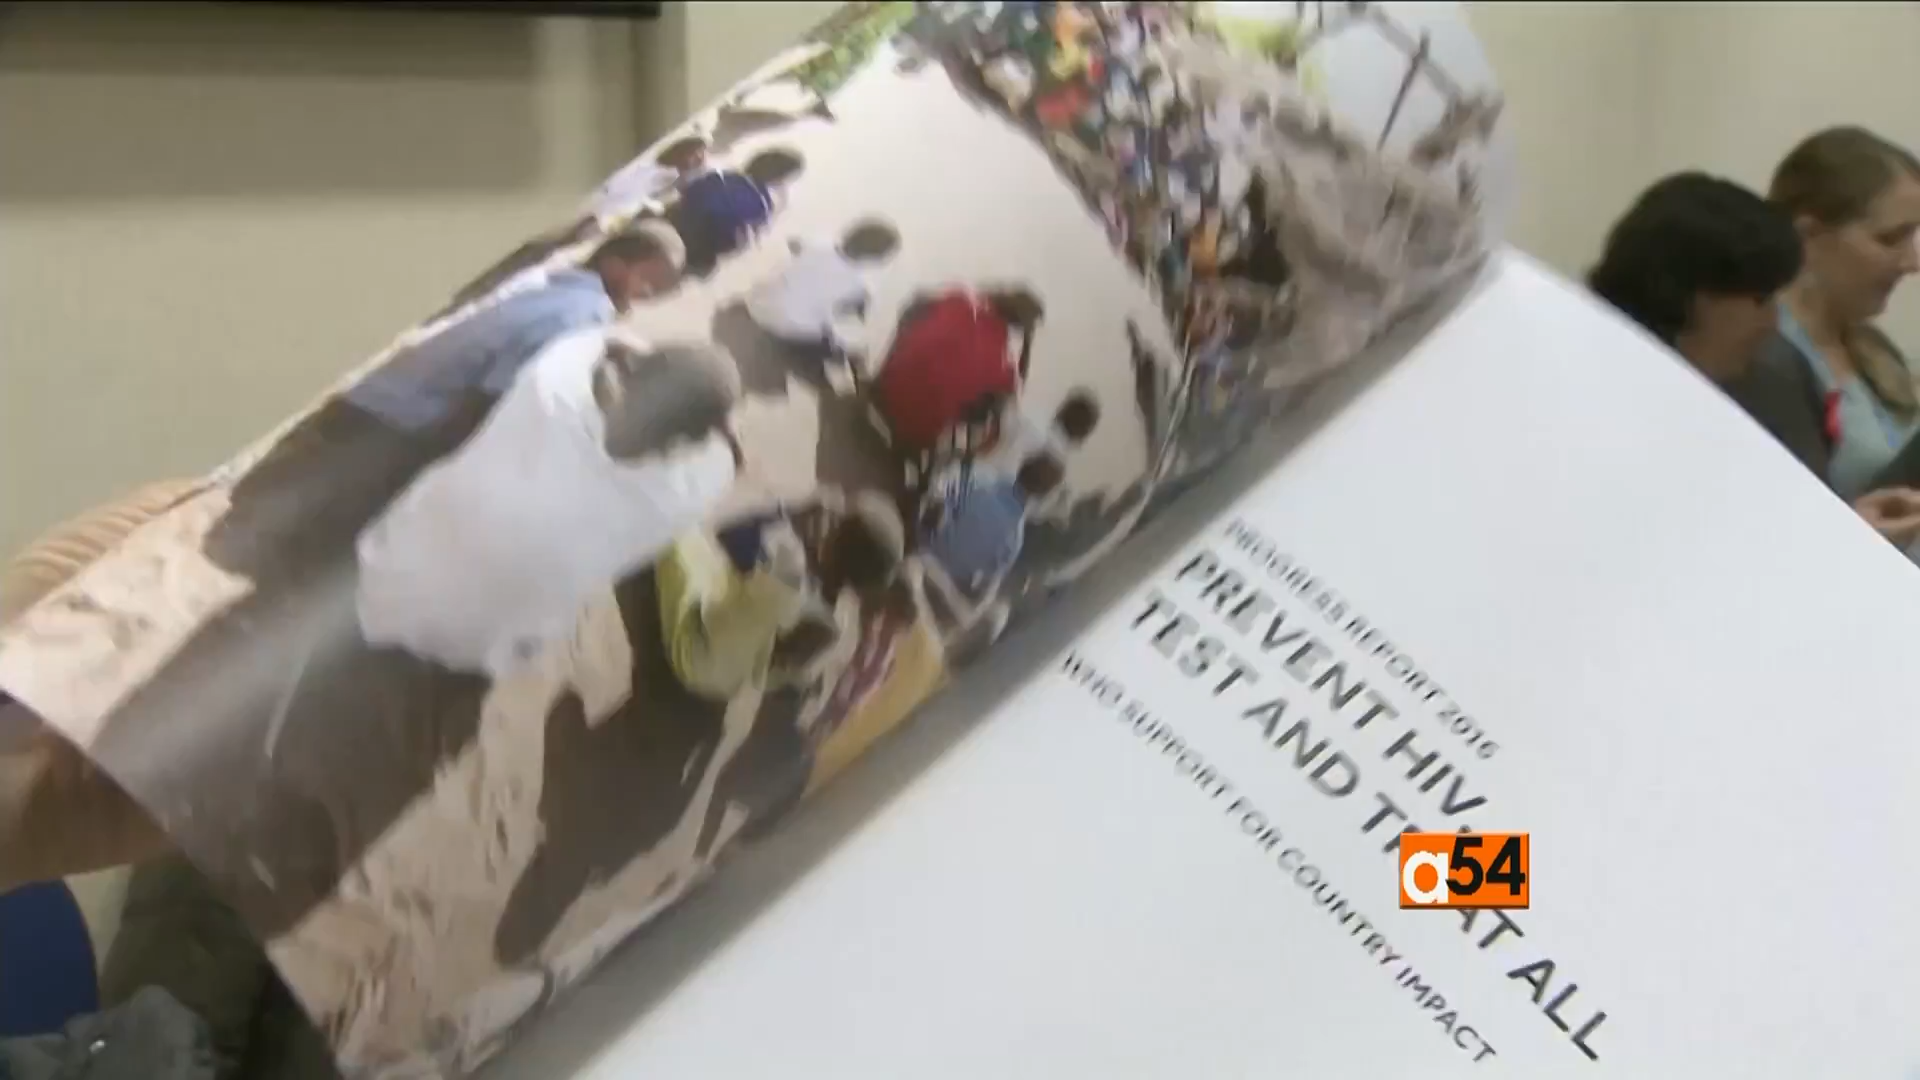 PROGRESS REPORT 2016
PREVENT HIV,
TEST AND TREAT ALL
WHO SUPPORT FOR COUNTRY IMPACT
a54